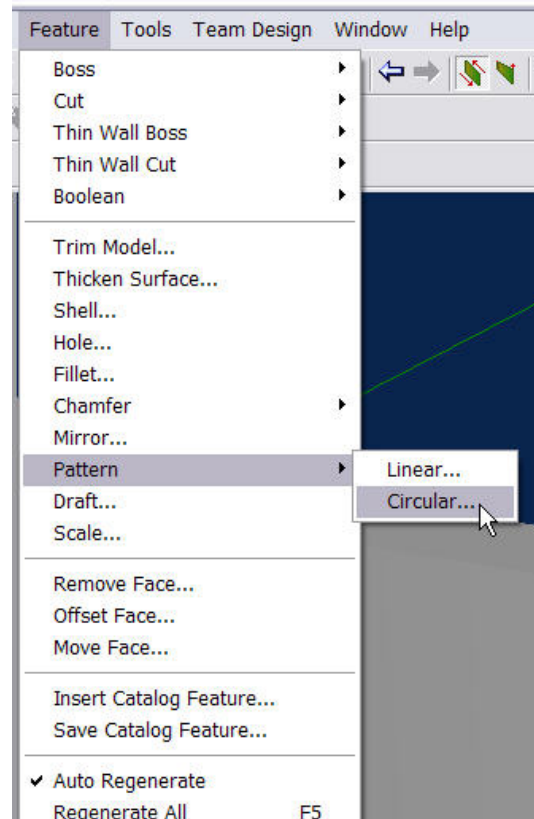 Feature Tools Team Design Window Help
Boss
Cut
Thin Wall Boss
Thin Wall Cut
Boolean
Trim Model...
Thicken Surface...
Shell...
Hole...
Fillet...
Chamfer
Mirror...
Pattern Linear...
Draft... Circular...
Scale...
Remove Face...
Offset Face...
Move Face...
Insert Catalog Feature...
Save Catalog Feature...
Auto Regenerate
Regenerate All F5